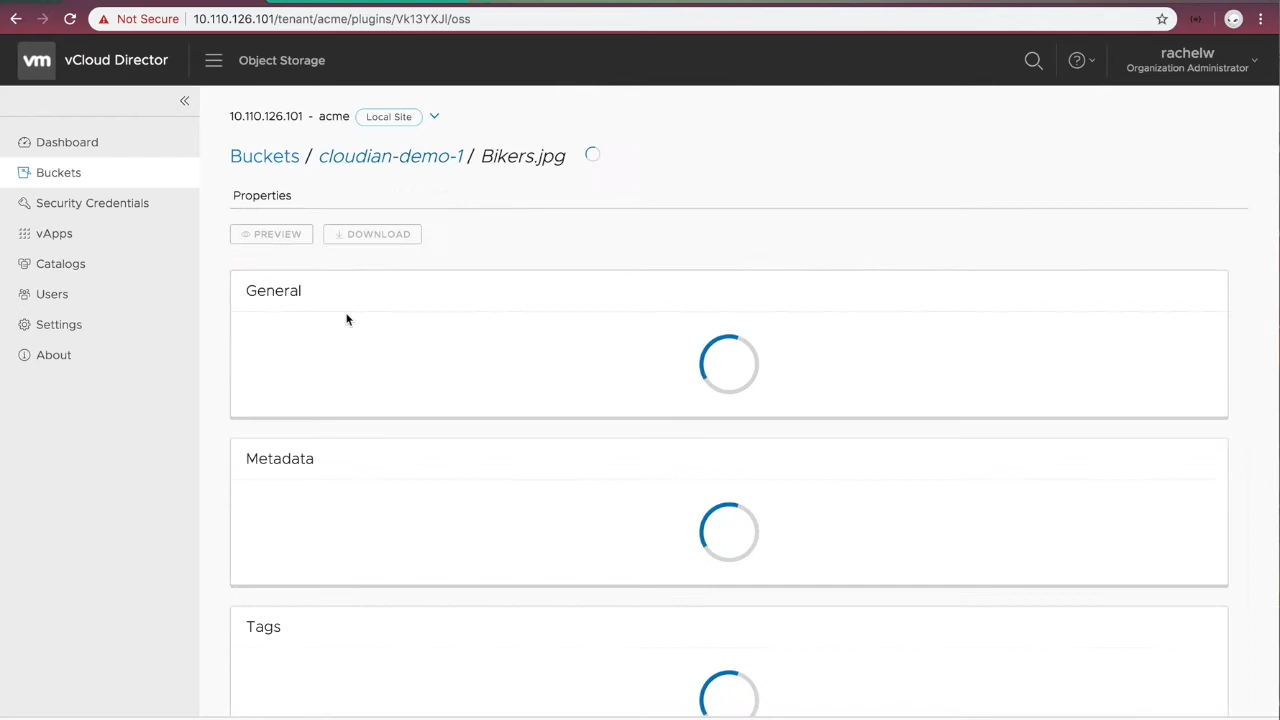 Not Secure 10.110.126.101/tenant/acme/plugins/Vk13YXJl/oss
vm vCloud Director Object Storage rachelw
Organization Administrator
10.110.126.101 - acme Local Site
Dashboard
Buckets
Security Credentials
vApps
Catalogs
Users
Settings
About
Buckets / cloudian-demo-1 / Bikers.jpg
Properties
PREVIEW DOWNLOAD
General
Metadata
Tags